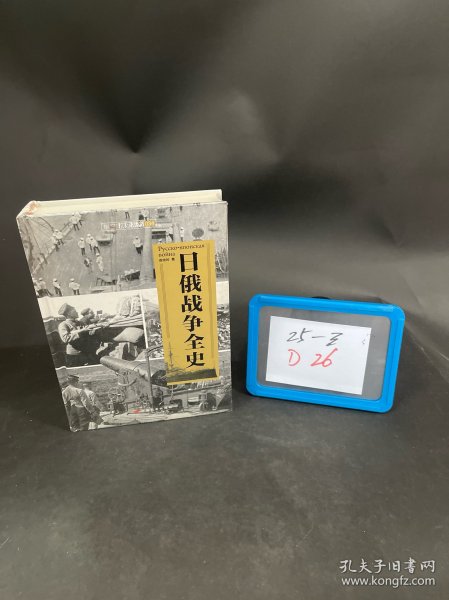 Русско-японская
война
日俄战争全史
25-3
D 26
孔夫子旧书网
www.kongfz.com